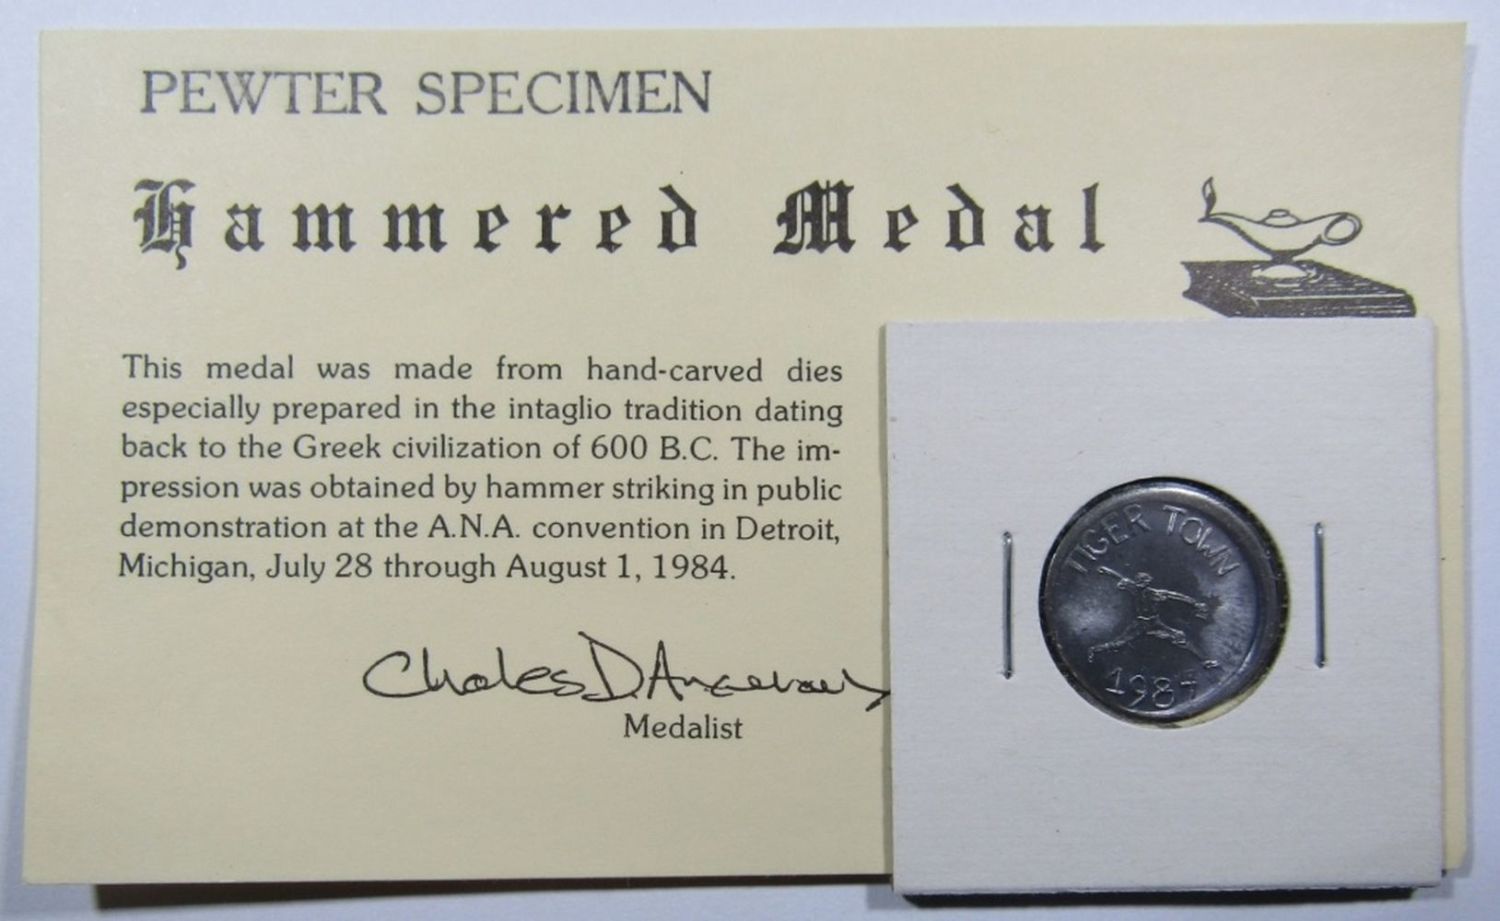 PEWTER SPECIMEN
Hammered Medal
This medal was made from hand-carved dies
especially prepared in the intaglio tradition dating
back to the Greek civilization of 600 B.C. The im-
pression was obtained by hammer striking in public
demonstration at the A.N.A. convention in Detroit,
Michigan, July 28 through August 1, 1984.
Charles D.
Medalist
TIGER TOWN
1984